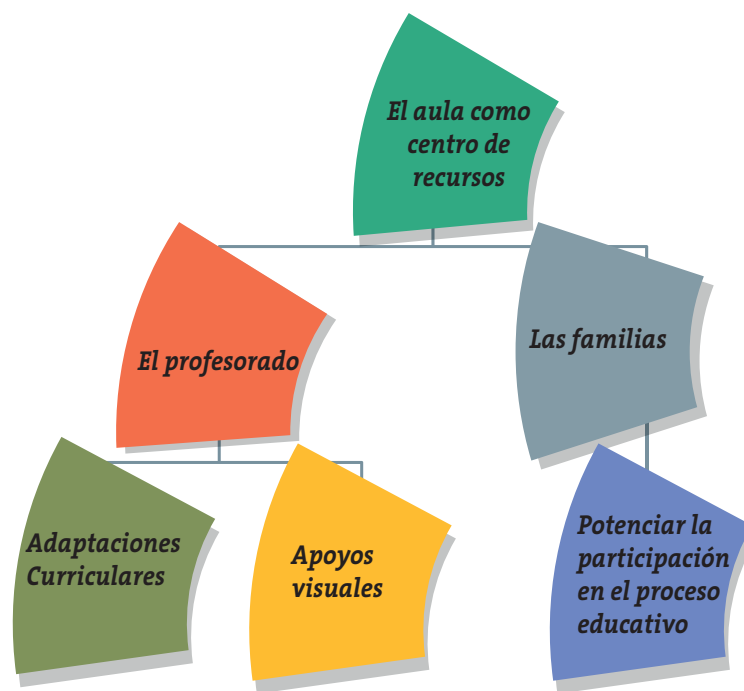 El aula como
centro de
recursos
El profesorado
Las familias
Adaptaciones
Curriculares
Apoyos
visuales
Potenciar la
participación
en el proceso
educativo